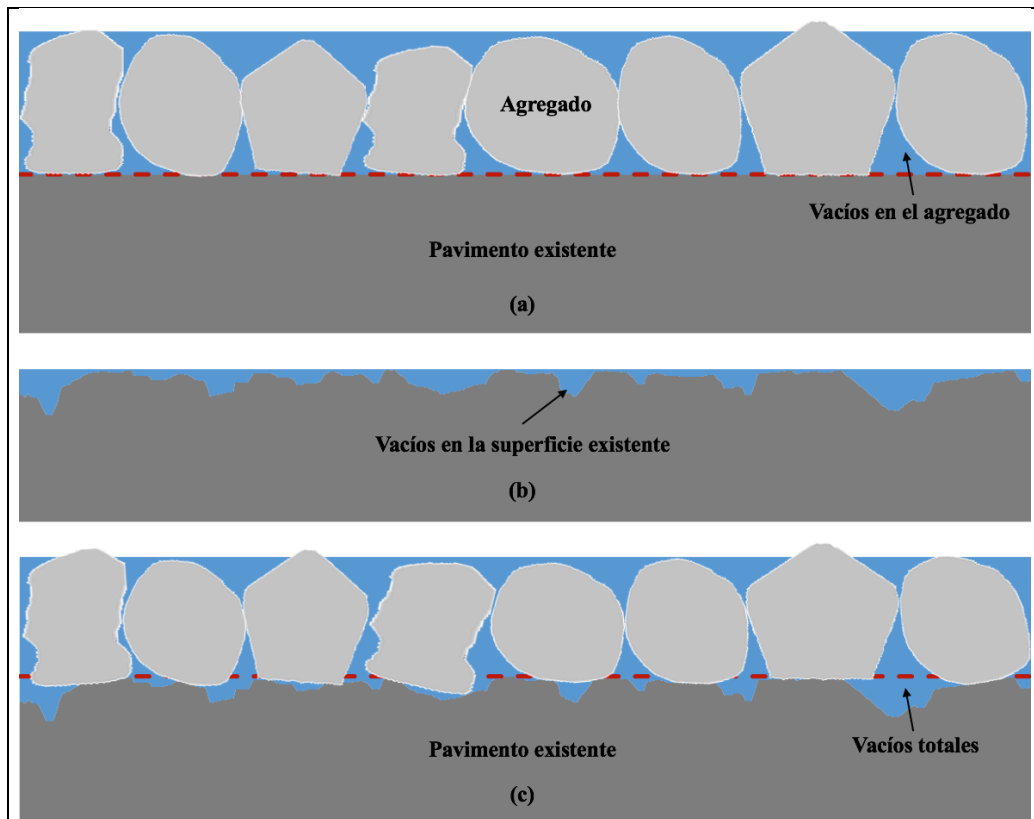 Agregado
Vacíos en el agregado
Pavimento existente
(a)
Vacíos en la superficie existente
(b)
Vacíos totales
Pavimento existente
(c)